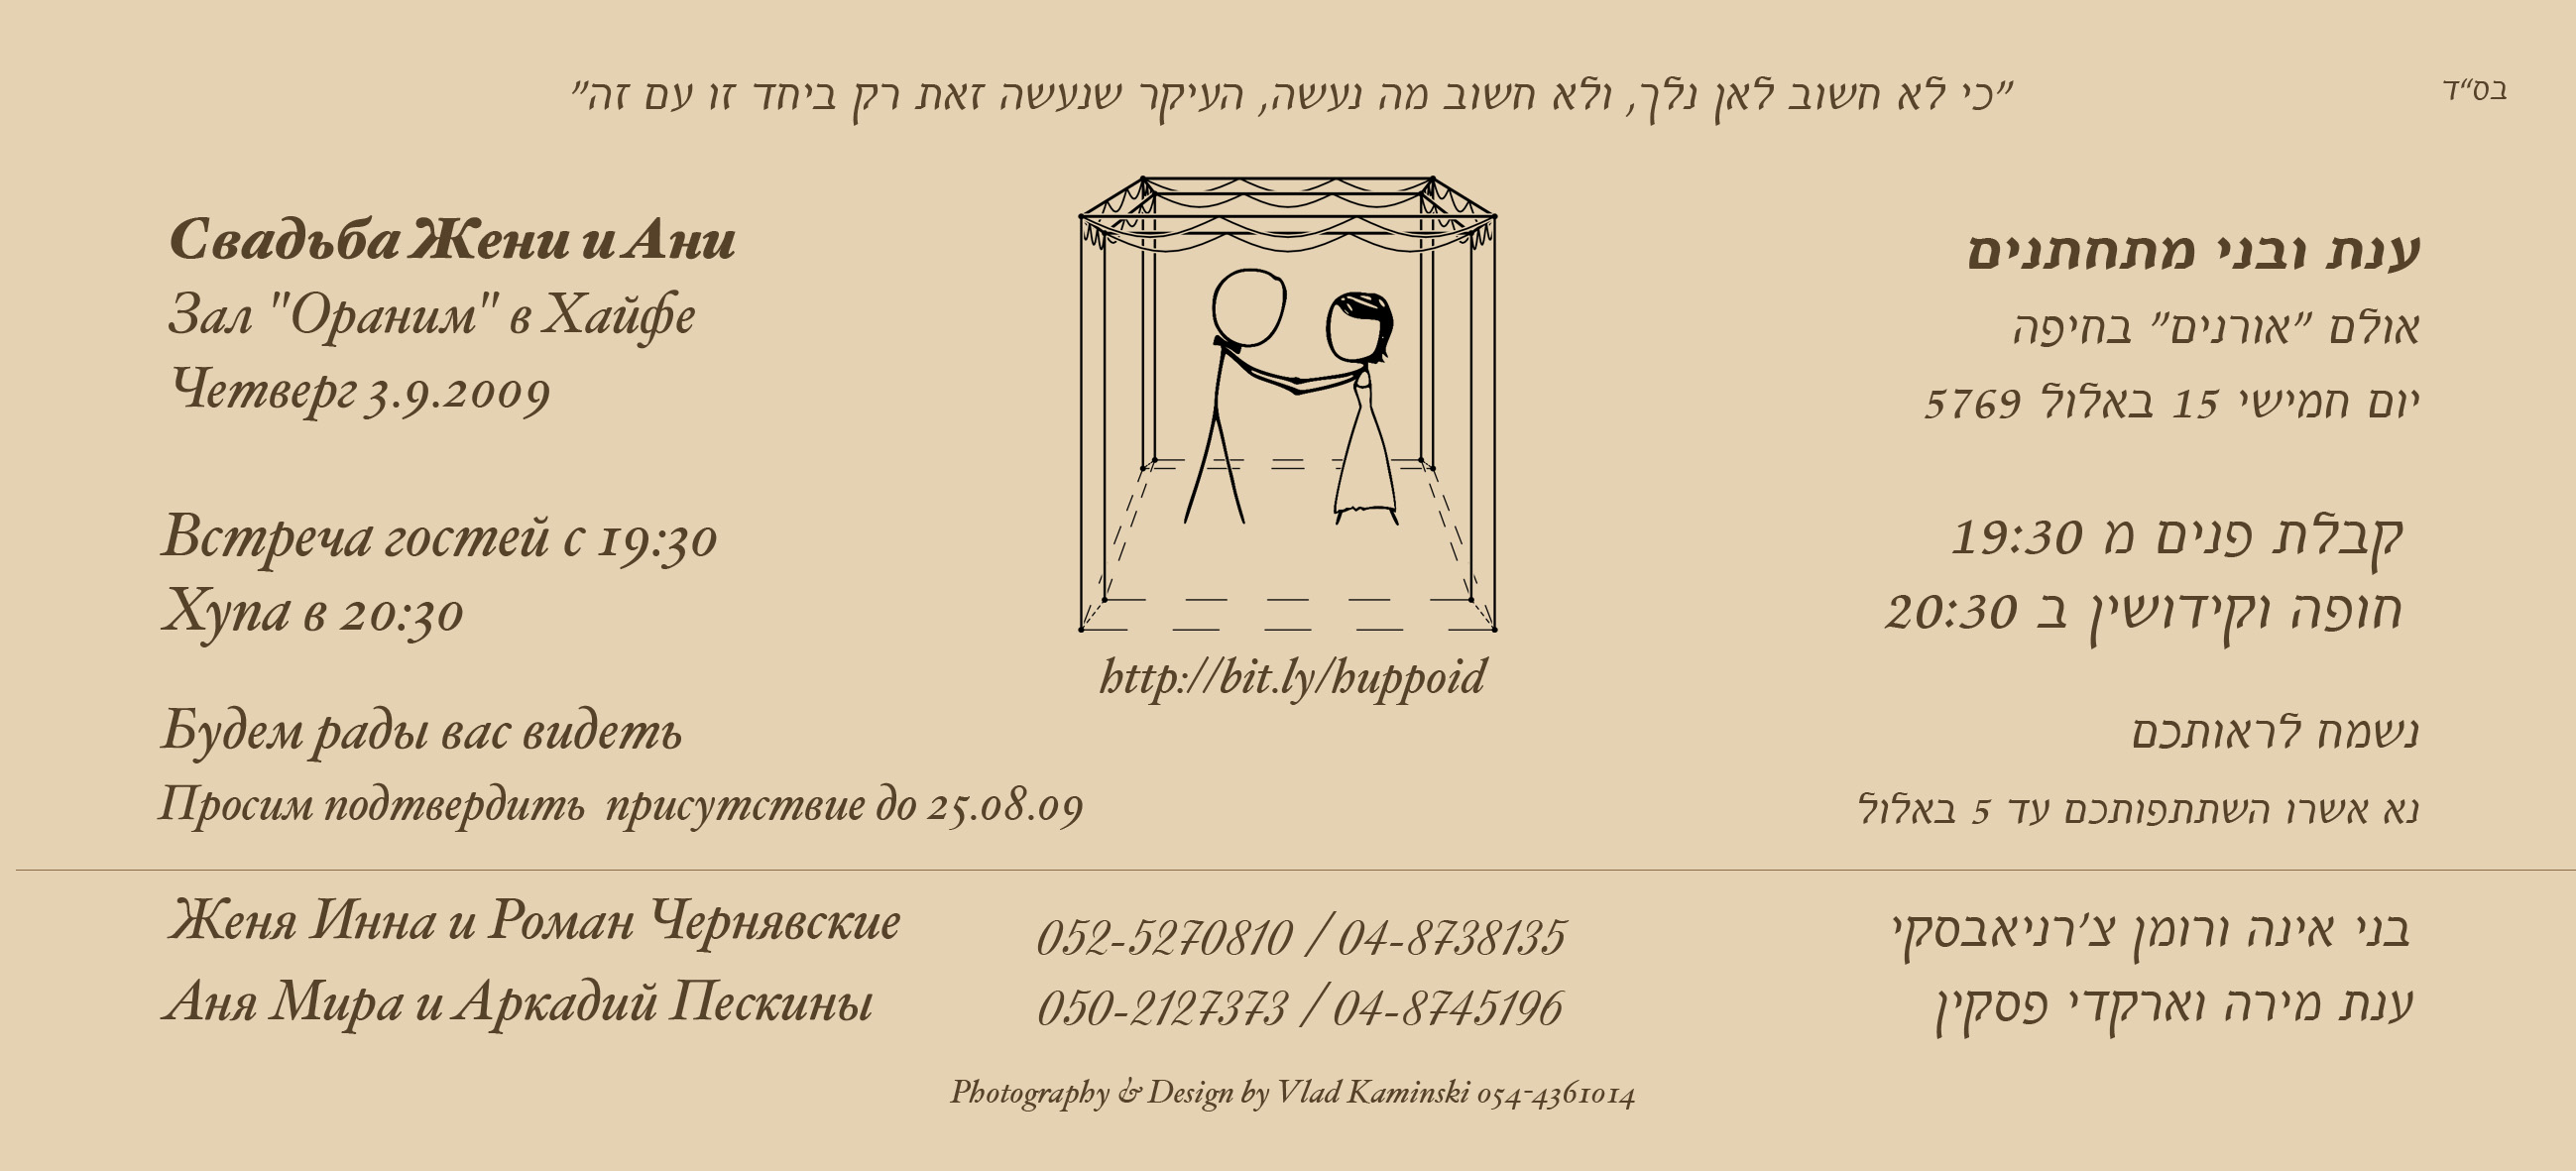 בס"ד
"כי לא חשוב לאן נלך, ולא חשוב מה נעשה, העיקר שנעשה זאת רק ביחד זו עם זה"
Свадьба Жени и Ани
Зал "Ораним" в Хайфе
Четверг 3.9.2009
Встреча гостей с 19:30
Хупа в 20:30
Будем рады вас видеть
Просим подтвердить присутствие до 25.08.09
http://bit.ly/huppoid
ענת ובני מתחתנים
אולם "אורנים" בחיפה
יום חמישי 15 באלול 5769
קבלת פנים מ 19:30
חופה וקידושין ב 20:30
נשמח לראותכם
נא אשרו השתתפותכם עד 5 באלול
Женя Инна и Роман Чернявские
052-5270810 / 04-8738135
בני אינה ורומן צ'רניאבסקי
Аня Мира и Аркадий Пескины
050-2127373 / 04-8745196
ענת מירה וארקדי פסקין
Photography & Design by Vlad Kaminski 054-4361014